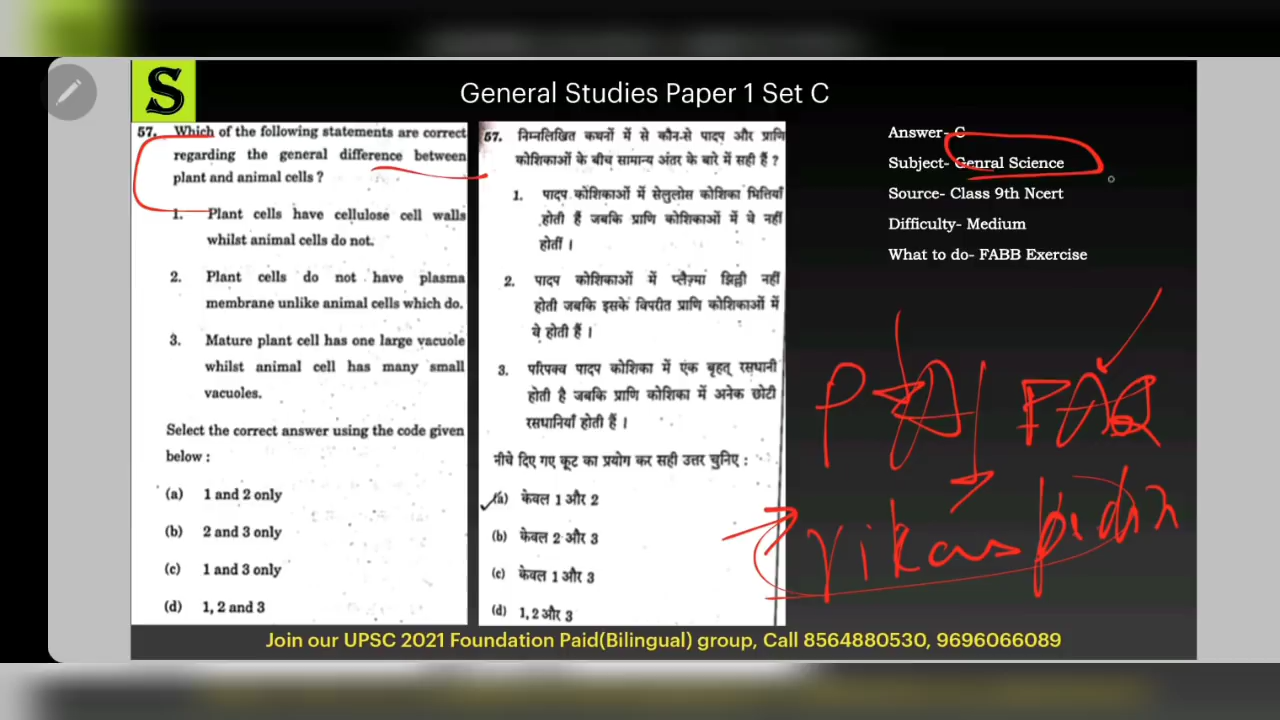 S
General Studies Paper 1 Set C
57. Which of the following statements are correct
regarding the general difference between
plant and animal cells ?
1. Plant cells have cellulose cell walls
whilst animal cells do not.
2. Plant cells do not have plasma
membrane unlike animal cells which do.
3. Mature plant cell has one large vacuole
whilst animal cell has many small
vacuoles.
Select the correct answer using the code given
below :
(a) 1 and 2 only
(b) 2 and 3 only
(c) 1 and 3 only
(d) 1, 2 and 3
57. निम्नलिखित कथनों में से कौन-से पादप और प्राणि
कोशिकाओं के बीच सामान्य अंतर के बारे में सही हैं ?
1. पादप कोशिकाओं में सेलुलोस कोशिका भित्तियाँ
होती हैं जबकि प्राणि कोशिकाओं में ये नहीं
होतीं ।
2. पादप कोशिकाओं में प्लैज़्मा झिल्ली नहीं
होती जबकि इसके विपरीत प्राणि कोशिकाओं में
ये होती हैं ।
3. परिपक्व पादप कोशिका में एक बृहत् रसधानी
होती है जबकि प्राणि कोशिका में अनेक छोटी
रसधानियाँ होती हैं ।
नीचे दिए गए कूट का प्रयोग कर सही उत्तर चुनिए :
(a) केवल 1 और 2
(b) केवल 2 और 3
(c) केवल 1 और 3
(d) 1, 2 और 3
Answer- C
Subject- Genral Science
Source- Class 9th Ncert
Difficulty- Medium
What to do- FABB Exercise
Join our UPSC 2021 Foundation Paid(Bilingual) group, Call 8564880530, 9696066089